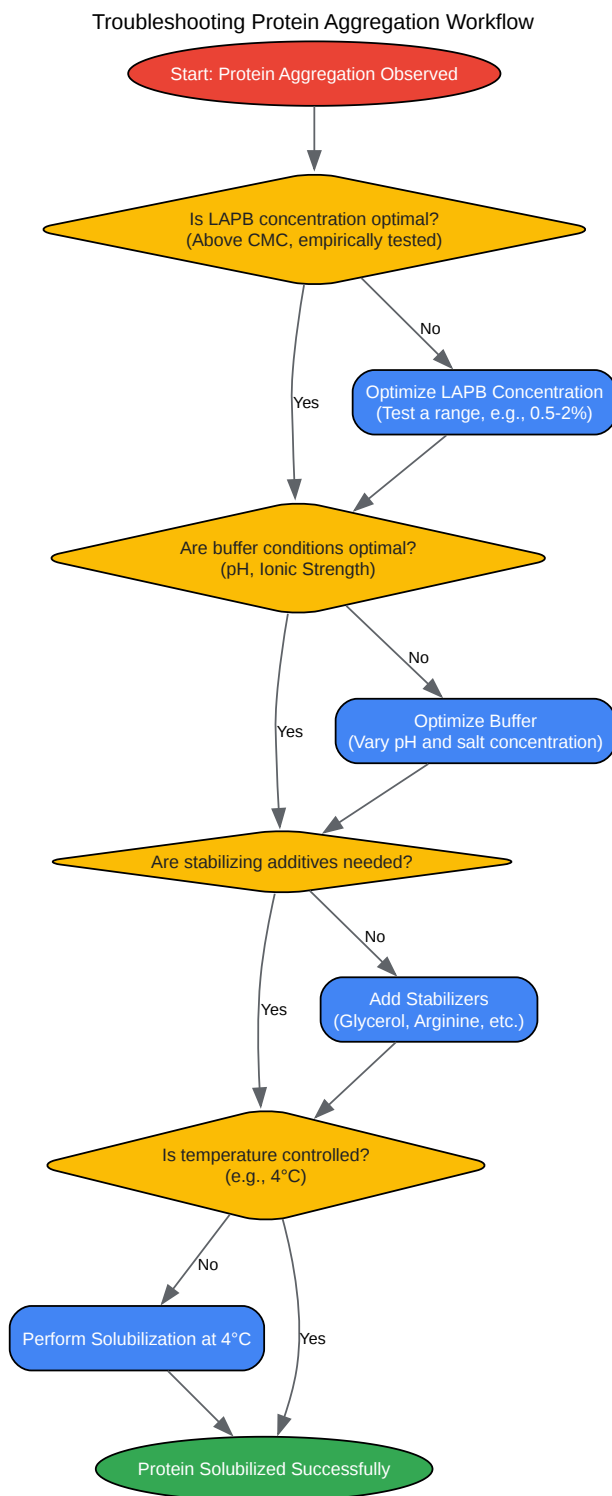 Troubleshooting Protein Aggregation Workflow
Start: Protein Aggregation Observed
Is LAPB concentration optimal?
(Above CMC, empirically tested)
No
Yes
Optimize LAPB Concentration
(Test a range, e.g., 0.5-2%)
Are buffer conditions optimal?
(pH, Ionic Strength)
No
Yes
Optimize Buffer
(Vary pH and salt concentration)
Are stabilizing additives needed?
No
Yes
Add Stabilizers
(Glycerol, Arginine, etc.)
Is temperature controlled?
(e.g., 4°C)
No
Yes
Perform Solubilization at 4°C
Protein Solubilized Successfully